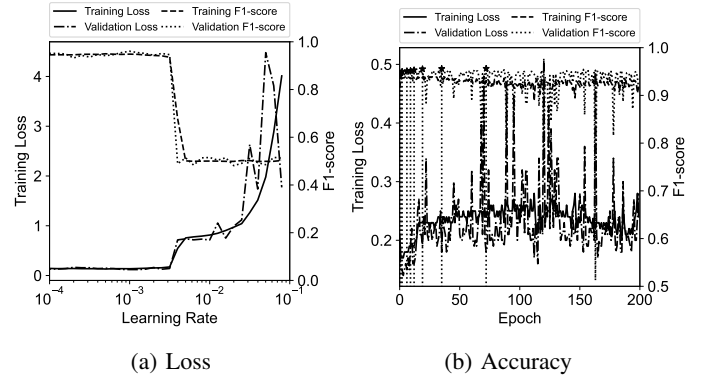 Training Loss
Training F1-score
Validation Loss
Validation F1-score
Training Loss
4
3
2
1
0
1.0
0.8
0.6
0.4
0.2
0.0
F1-score
10⁻⁴
10⁻³
10⁻²
10⁻¹
Learning Rate
(a) Loss
Training Loss
Training F1-score
Validation Loss
Validation F1-score
Training Loss
0.5
0.4
0.3
0.2
1.0
0.9
0.8
0.7
0.6
0.5
F1-score
0
50
100
150
200
Epoch
(b) Accuracy